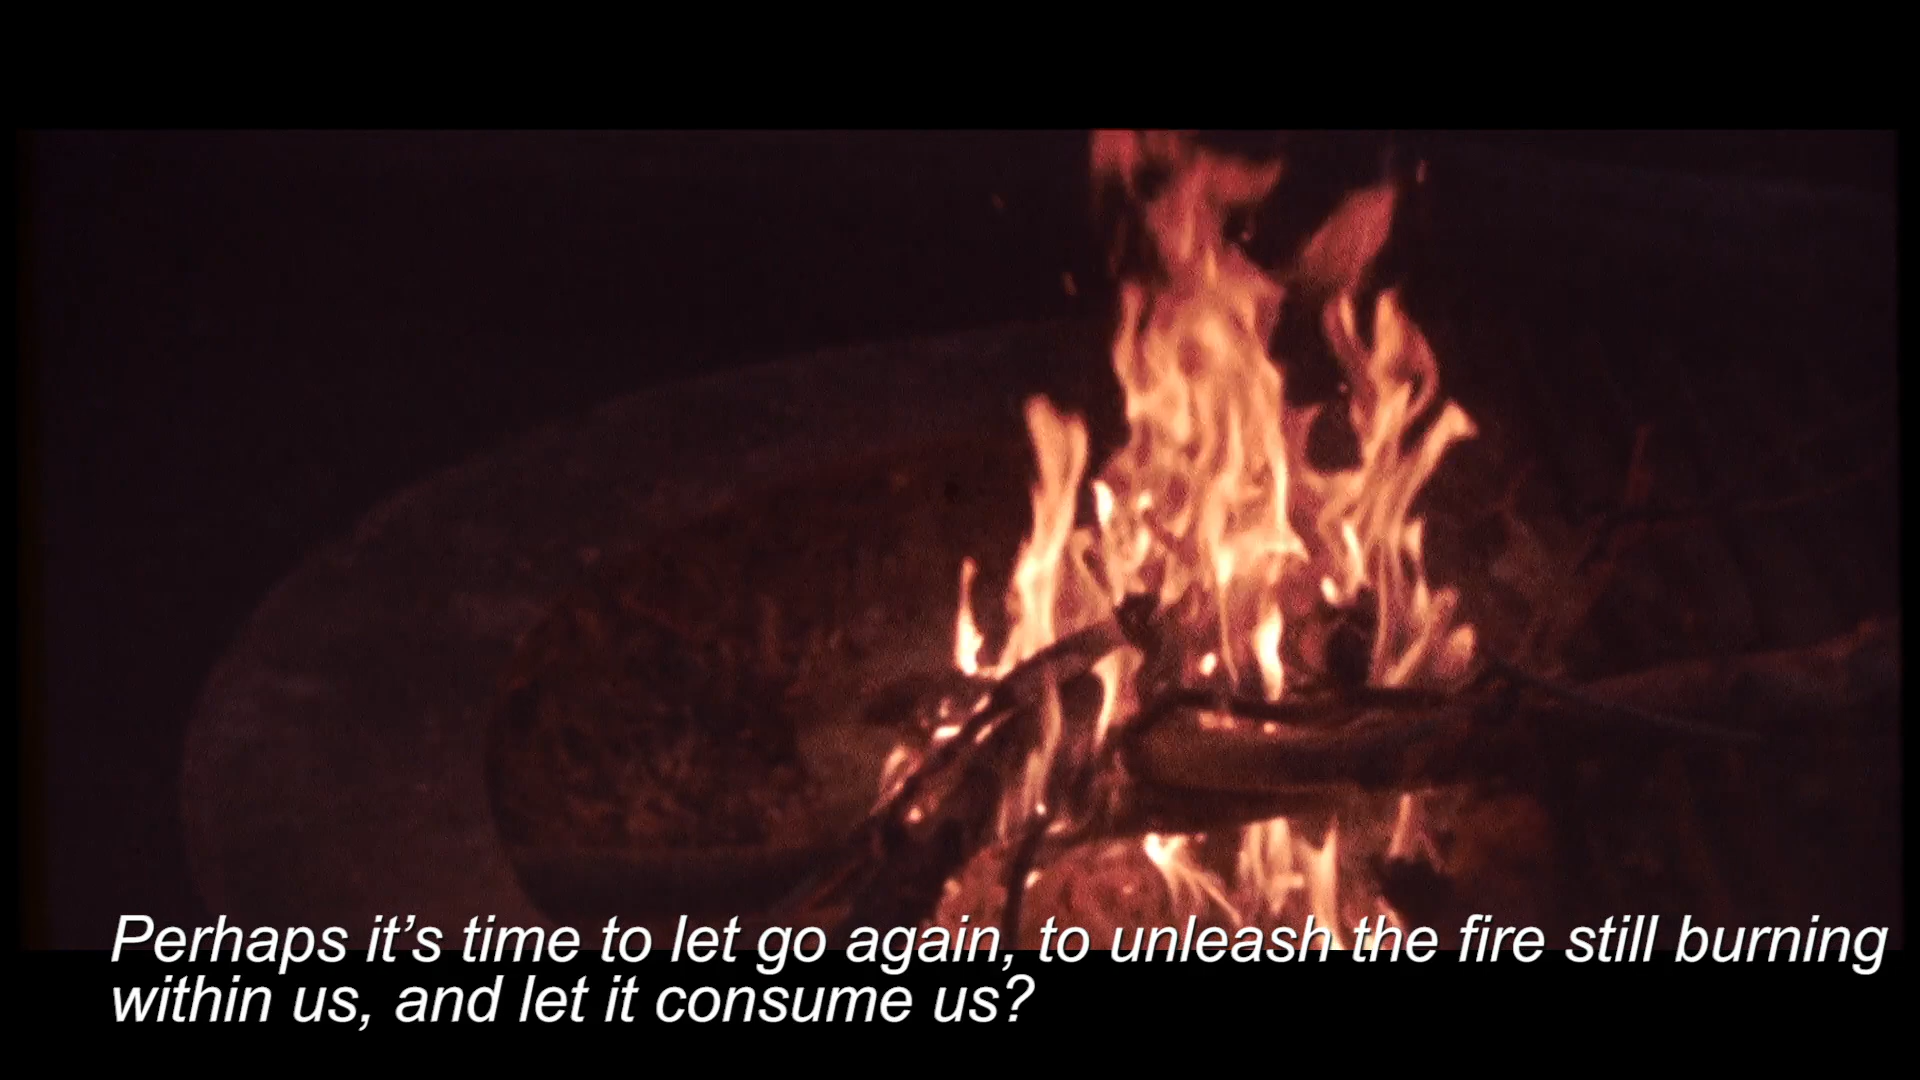 Perhaps it’s time to let go again, to unleash the fire still burning
within us, and let it consume us?